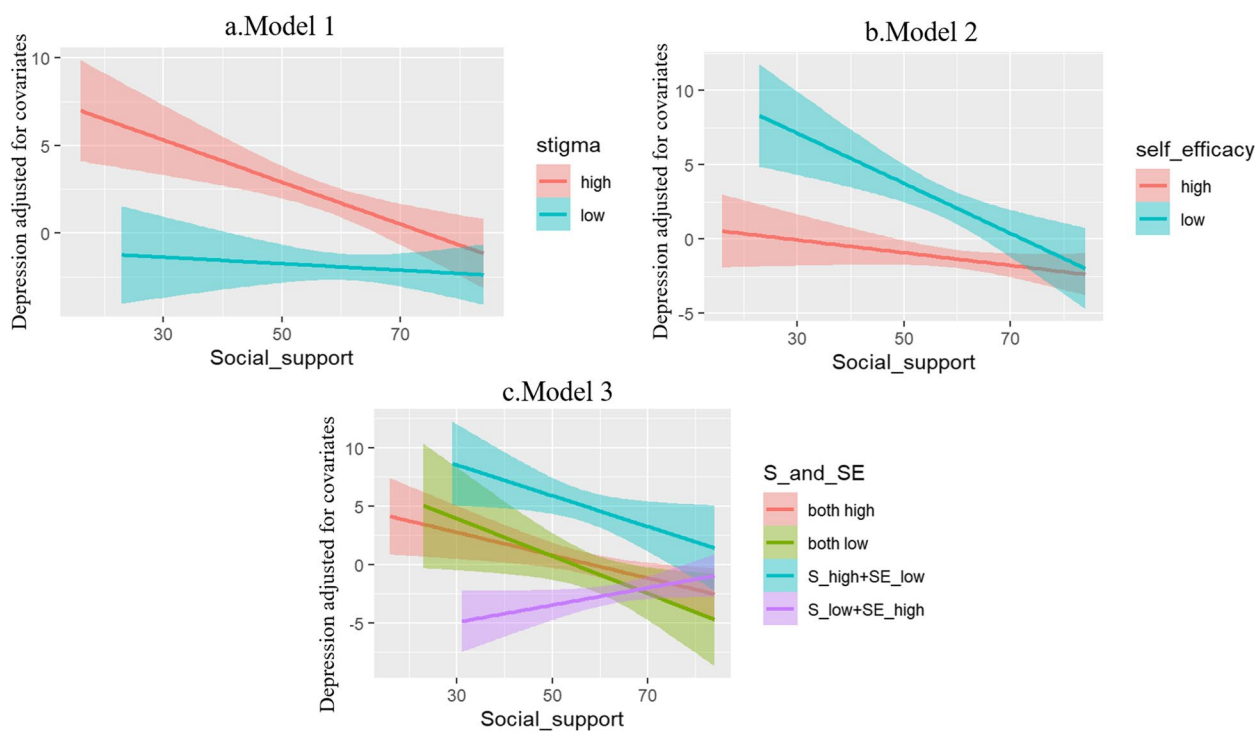 a.Model 1
Depression adjusted for covariates
10
5
0
30
50
70
Social_support
stigma
high
low
b.Model 2
Depression adjusted for covariates
10
5
0
-5
30
50
70
Social_support
self_efficacy
high
low
c.Model 3
Depression adjusted for covariates
10
5
0
-5
30
50
70
Social_support
S_and_SE
both high
both low
S_high+SE_low
S_low+SE_high